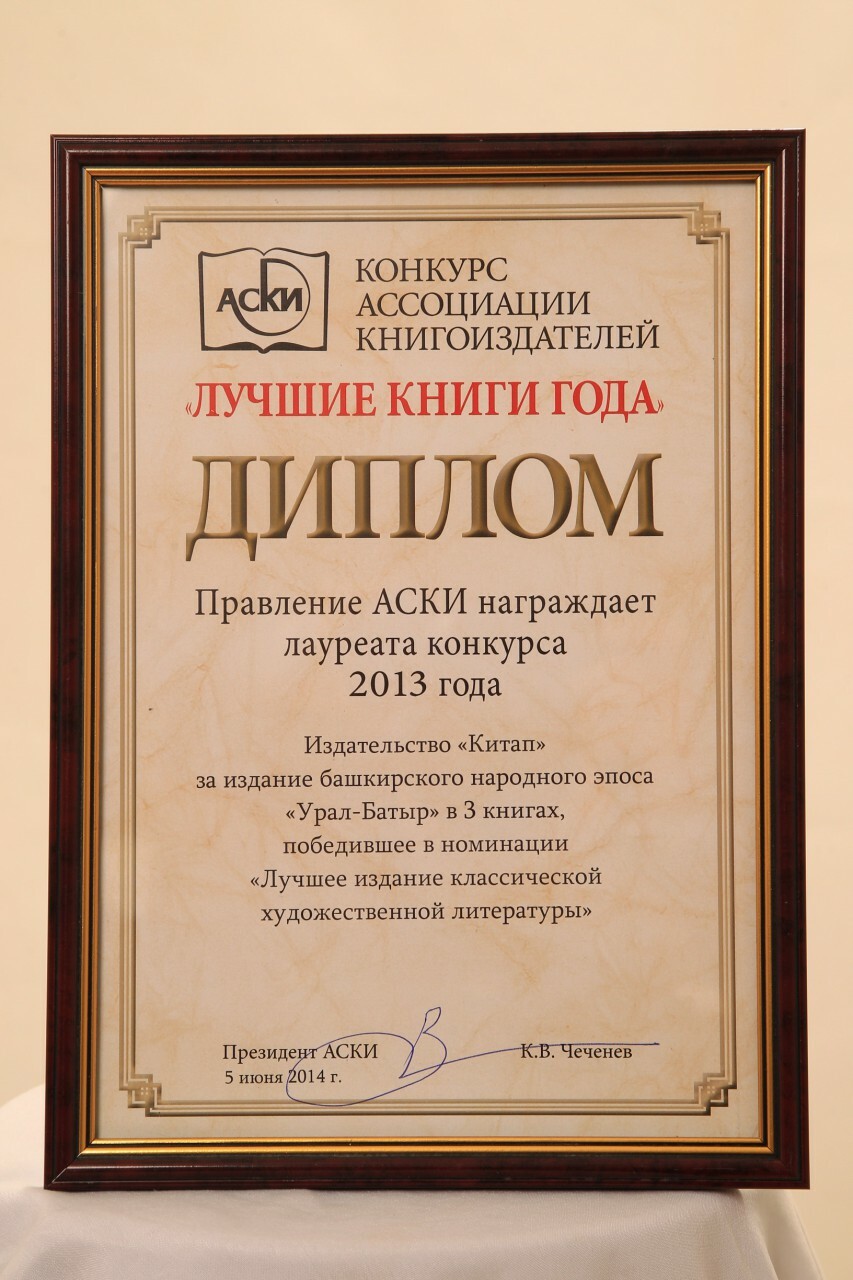 АСКИ
КОНКУРС
АССОЦИАЦИИ
КНИГОИЗДАТЕЛЕЙ
«ЛУЧШИЕ КНИГИ ГОДА»
ДИПЛОМ
Правление АСКИ награждает
лауреата конкурса
2013 года
Издательство «Китап»
за издание башкирского народного эпоса
«Урал-Батыр» в 3 книгах,
победившее в номинации
«Лучшее издание классической
художественной литературы»
Президент АСКИ К.В. Чеченев
5 июня 2014 г.